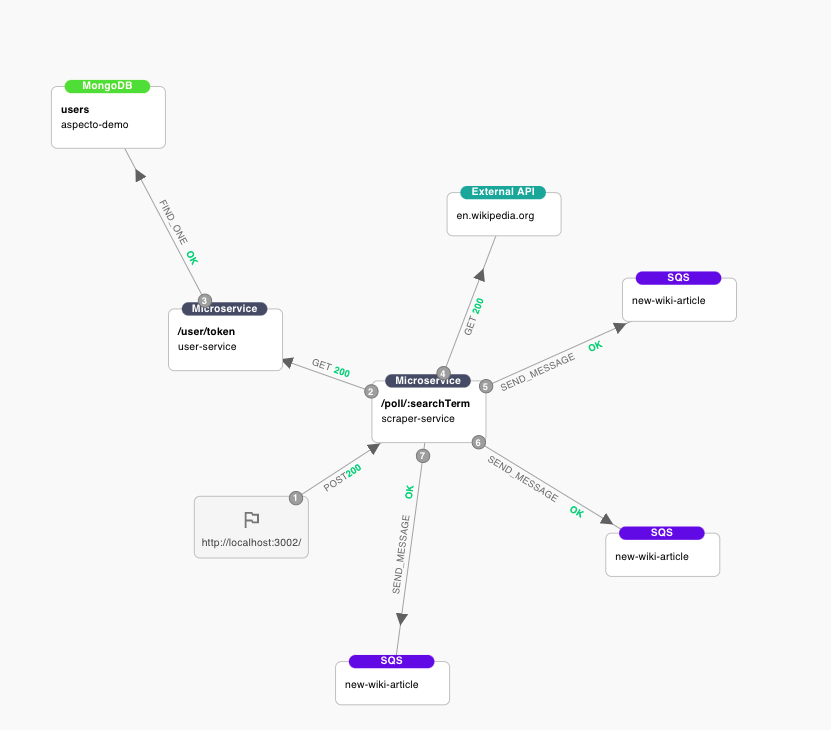 MongoDB
users
aspecto-demo
FIND_ONE OK
3
Microservice
/user/token
user-service
External API
en.wikipedia.org
GET 200
4
SQS
new-wiki-article
SEND_MESSAGE OK
5
GET 200
2
Microservice
/poll/:searchTerm
scraper-service
6
SEND_MESSAGE OK
SQS
new-wiki-article
7
SEND_MESSAGE OK
SQS
new-wiki-article
1
POST200
http://localhost:3002/